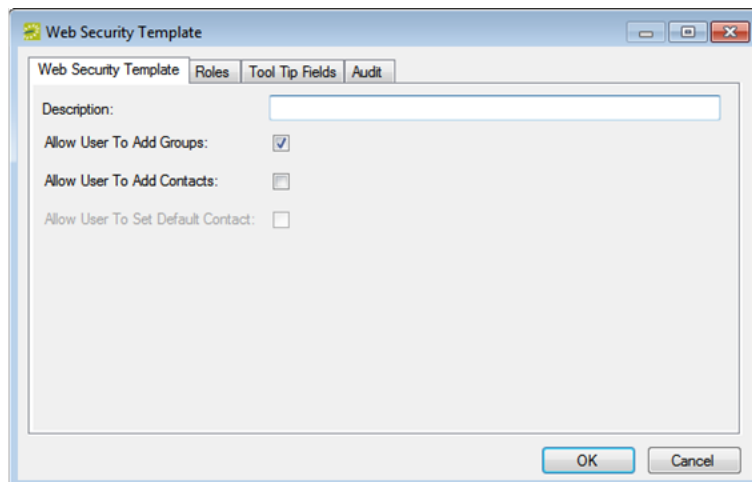 Web Security Template
Web Security Template Roles Tool Tip Fields Audit
Description:
Allow User To Add Groups:
Allow User To Add Contacts:
Allow User To Set Default Contact:
OK Cancel